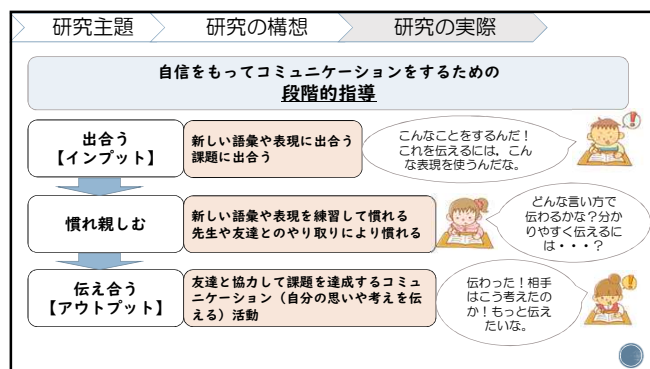 研究主題
研究の構想
研究の実際
自信をもってコミュニケーションをするための
段階的指導
出合う
【インプット】
新しい語彙や表現に出合う
課題に出合う
こんなことをするんだ！
これを伝えるには，こん
な表現を使うんだな。
慣れ親しむ
新しい語彙や表現を練習して慣れる
先生や友達とのやり取りにより慣れる
どんな言い方で
伝わるかな？分か
りやすく伝えるに
は・・・？
伝え合う
【アウトプット】
友達と協力して課題を達成するコミュ
ニケーション（自分の思いや考えを伝
える）活動
伝わった！相手
はこう考えたの
か！もっと伝え
たいな。